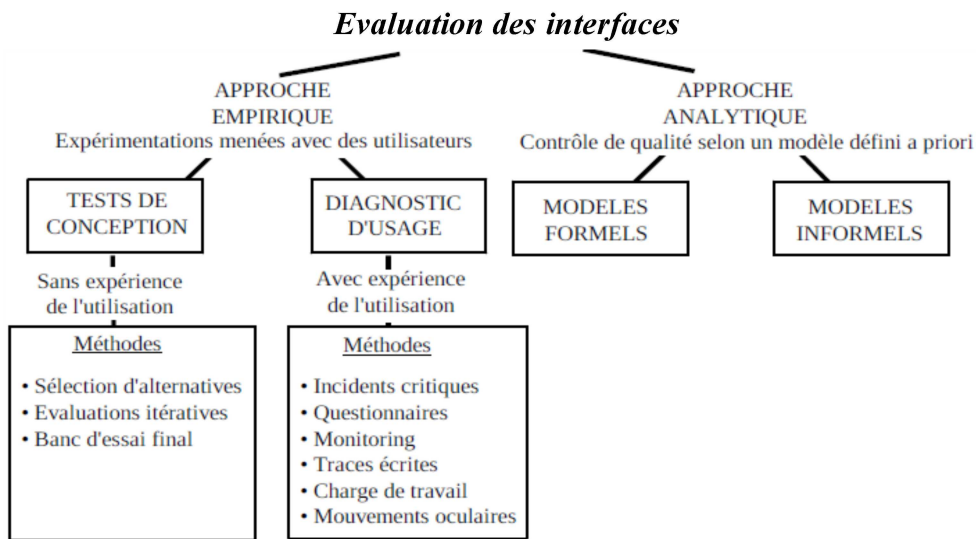 Evaluation des interfaces
APPROCHE
EMPIRIQUE
Expérimentations menées avec des utilisateurs
APPROCHE
ANALYTIQUE
Contrôle de qualité selon un modèle défini a priori
TESTS DE
CONCEPTION
DIAGNOSTIC
D'USAGE
MODELES
FORMELS
MODELES
INFORMELS
Sans expérience
de l'utilisation
Avec expérience
de l'utilisation
Méthodes
• Sélection d'alternatives
• Evaluations itératives
• Banc d'essai final
Méthodes
• Incidents critiques
• Questionnaires
• Monitoring
• Traces écrites
• Charge de travail
• Mouvements oculaires